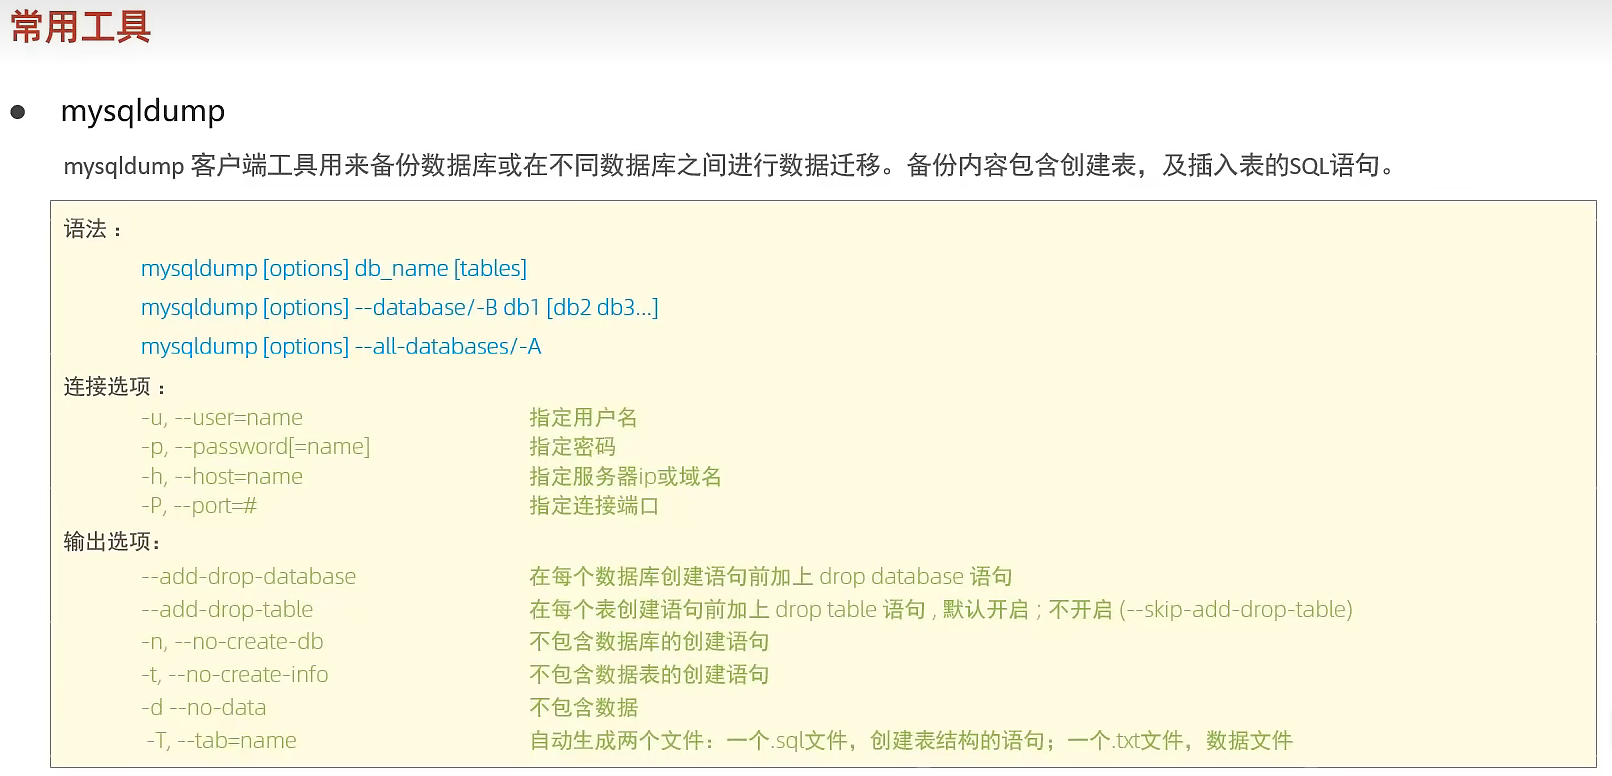 常用工具
● mysqldump
mysqldump 客户端工具用来备份数据库或在不同数据库之间进行数据迁移。备份内容包含创建表，及插入表的SQL语句。
语法：
mysqldump [options] db_name [tables]
mysqldump [options] --database/-B db1 [db2 db3...]
mysqldump [options] --all-databases/-A
连接选项：
-u, --user=name 指定用户名
-p, --password[=name] 指定密码
-h, --host=name 指定服务器ip或域名
-P, --port=# 指定连接端口
输出选项：
--add-drop-database 在每个数据库创建语句前加上 drop database 语句
--add-drop-table 在每个表创建语句前加上 drop table 语句 , 默认开启 ; 不开启 (--skip-add-drop-table)
-n, --no-create-db 不包含数据库的创建语句
-t, --no-create-info 不包含数据表的创建语句
-d --no-data 不包含数据
-T, --tab=name 自动生成两个文件：一个.sql文件，创建表结构的语句；一个.txt文件，数据文件